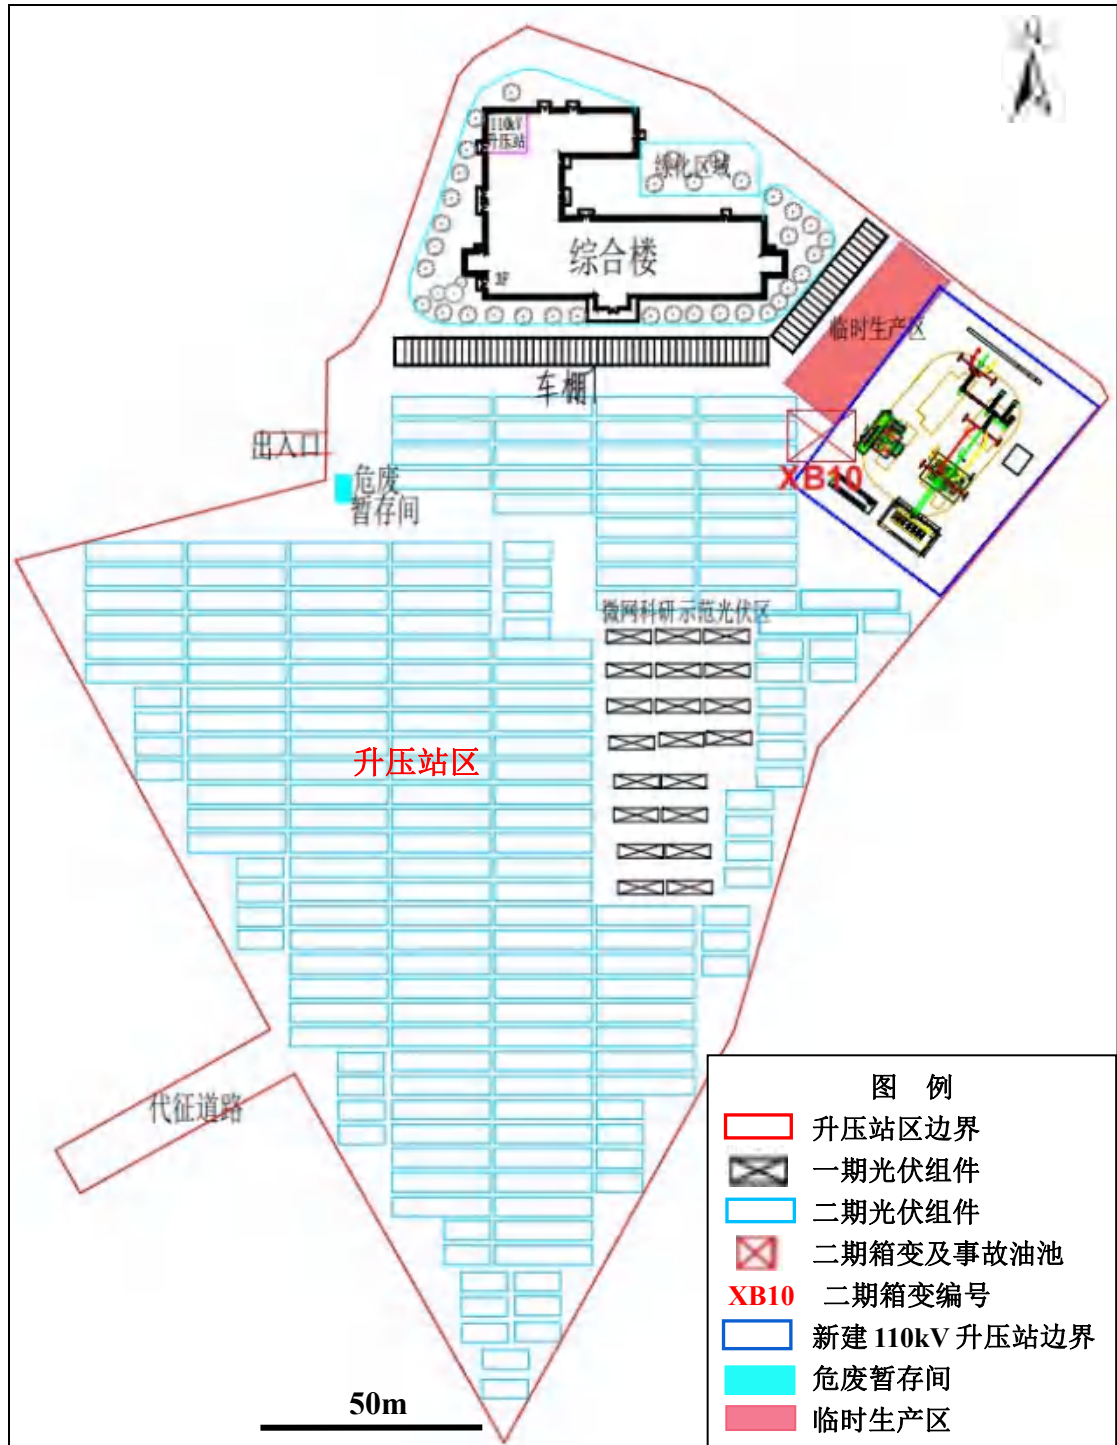 110kV
升压站
绿化区域
综合楼
3F
临时生产区
车棚
出入口
危废
暂存间
XB10
微网科研示范光伏区
升压站区
代征道路
50m
图 例
升压站区边界
一期光伏组件
二期光伏组件
二期箱变及事故油池
XB10 二期箱变编号
新建 110kV 升压站边界
危废暂存间
临时生产区